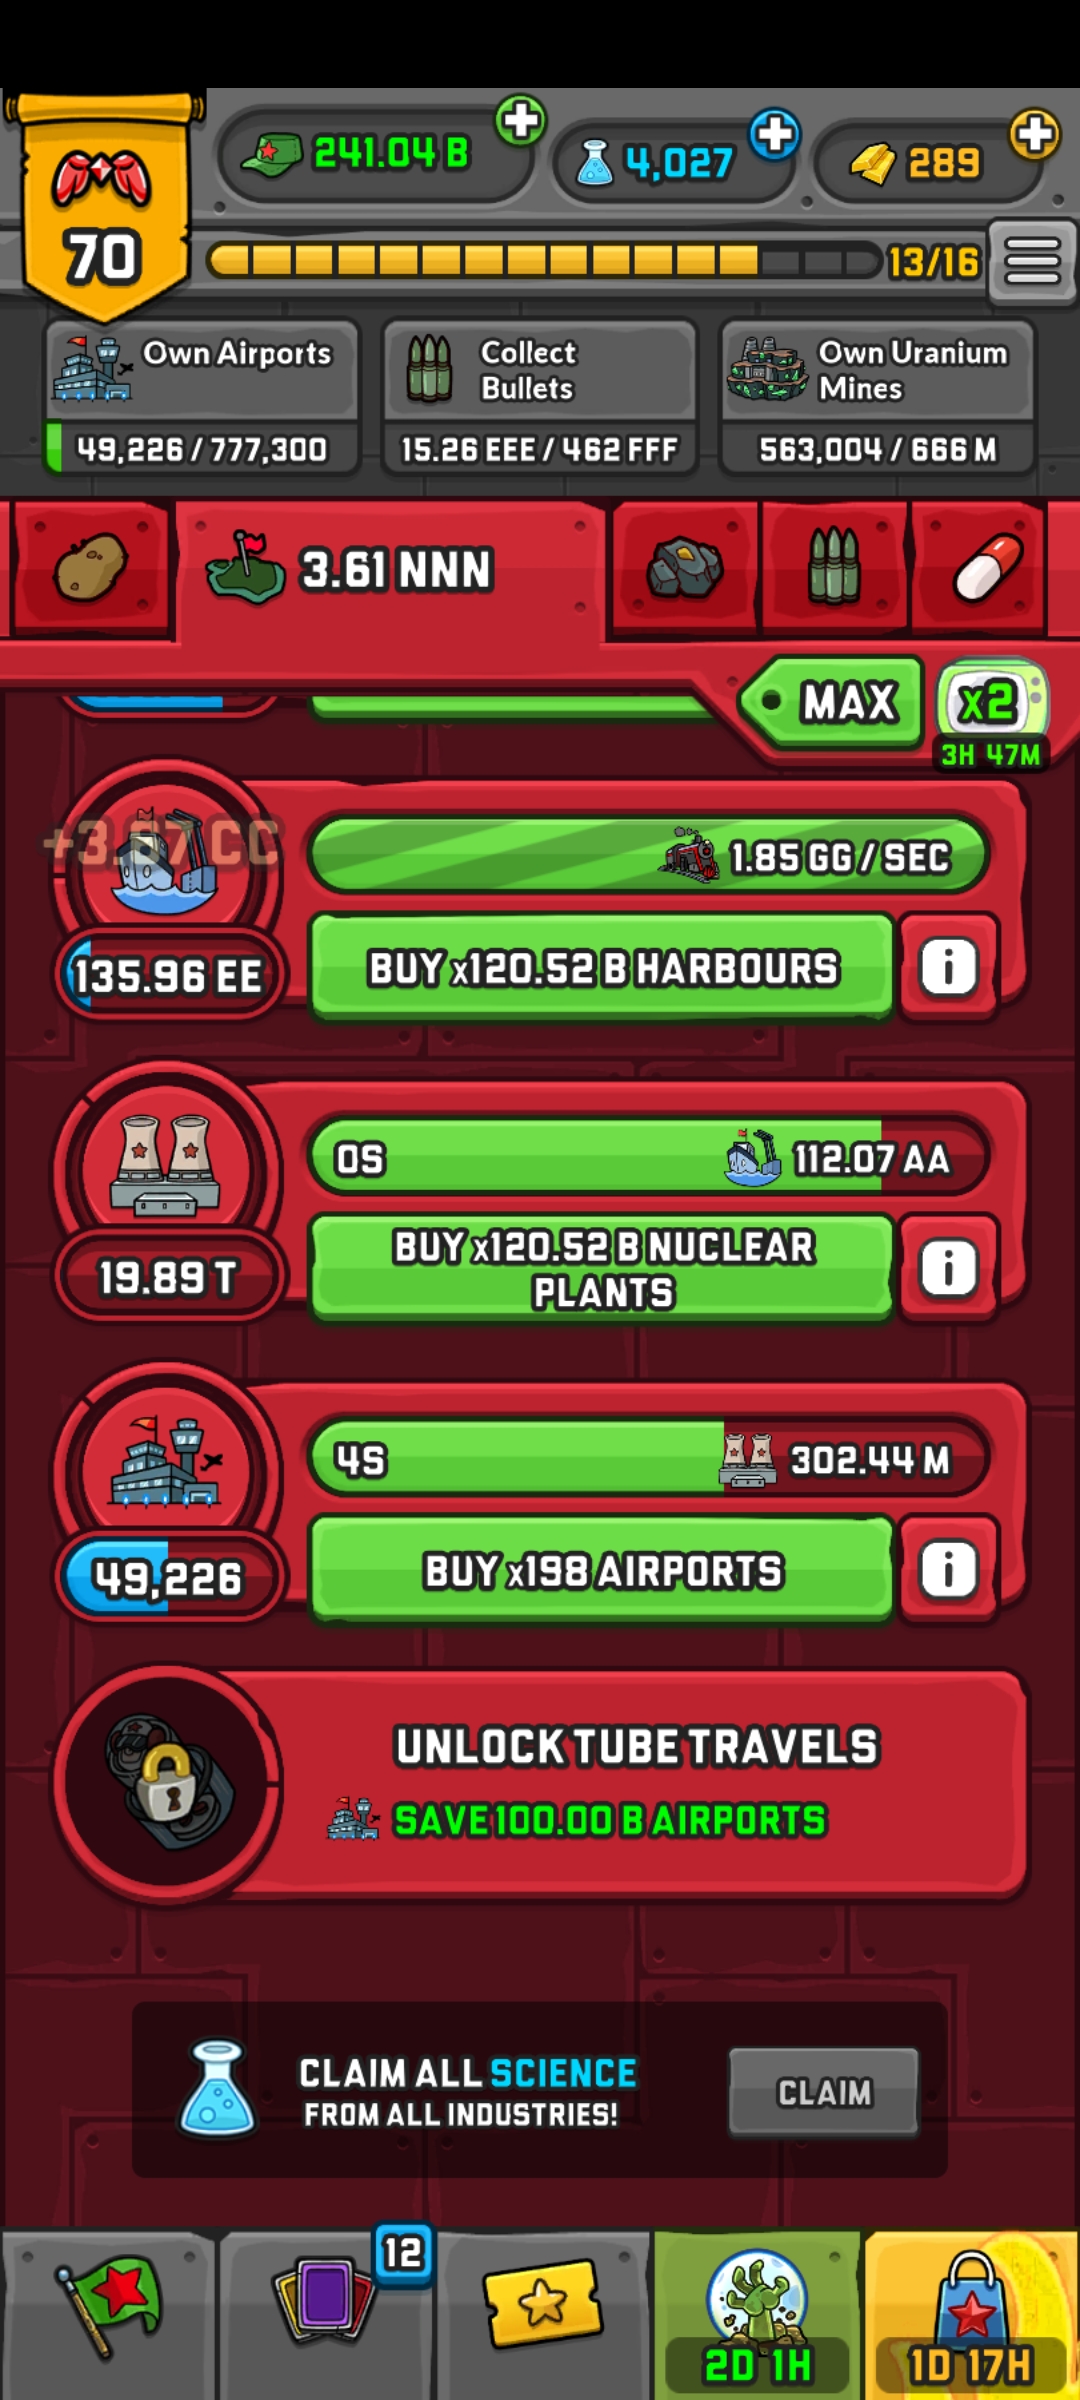 241.04 B
4,027
289
70
13/16
Own Airports
49,226 / 777,300
Collect
Bullets
15.26 EEE / 462 FFF
Own Uranium
Mines
563,004 / 666 M
3.61 NNN
MAX
x2
3H 47M
1.85 GG / SEC
135.96 EE
BUY x120.52 B HARBOURS
i
0S
112.07 AA
19.89 T
BUY x120.52 B NUCLEAR
PLANTS
i
4S
302.44 M
49,226
BUY x198 AIRPORTS
i
UNLOCK TUBE TRAVELS
SAVE 100.00 B AIRPORTS
CLAIM ALL SCIENCE
FROM ALL INDUSTRIES!
CLAIM
12
2D 1H
1D 17H